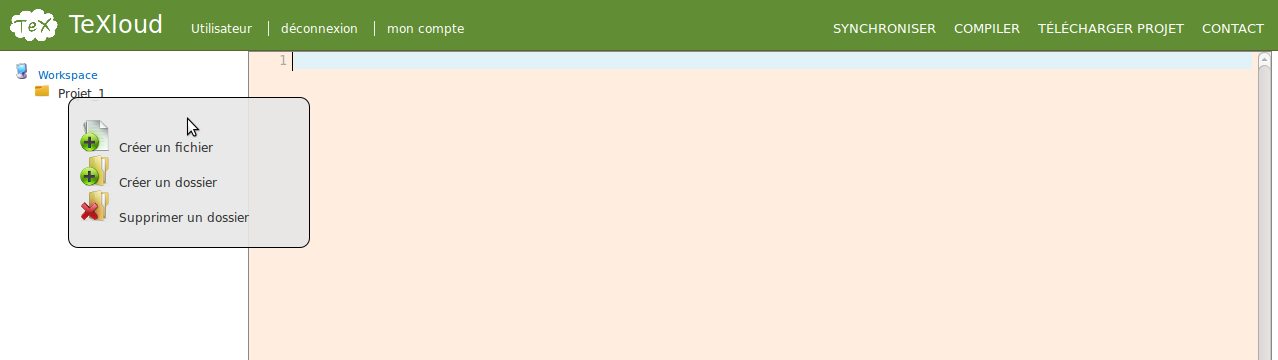 TeX TeXloud Utilisateur déconnexion mon compte SYNCHRONISER COMPILER TÉLÉCHARGER PROJET CONTACT
Workspace 1
Projet_1
Créer un fichier
Créer un dossier
Supprimer un dossier